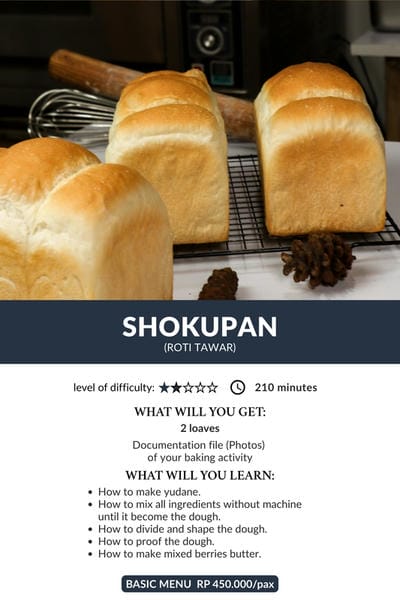 SHOKUPAN
(ROTI TAWAR)
level of difficulty: ★★☆☆☆ 210 minutes
WHAT WILL YOU GET:
2 loaves
Documentation file (Photos)
of your baking activity
WHAT WILL YOU LEARN:
• How to make yudane.
• How to mix all ingredients without machine
until it become the dough.
• How to divide and shape the dough.
• How to proof the dough.
• How to make mixed berries butter.
BASIC MENU RP 450.000/pax